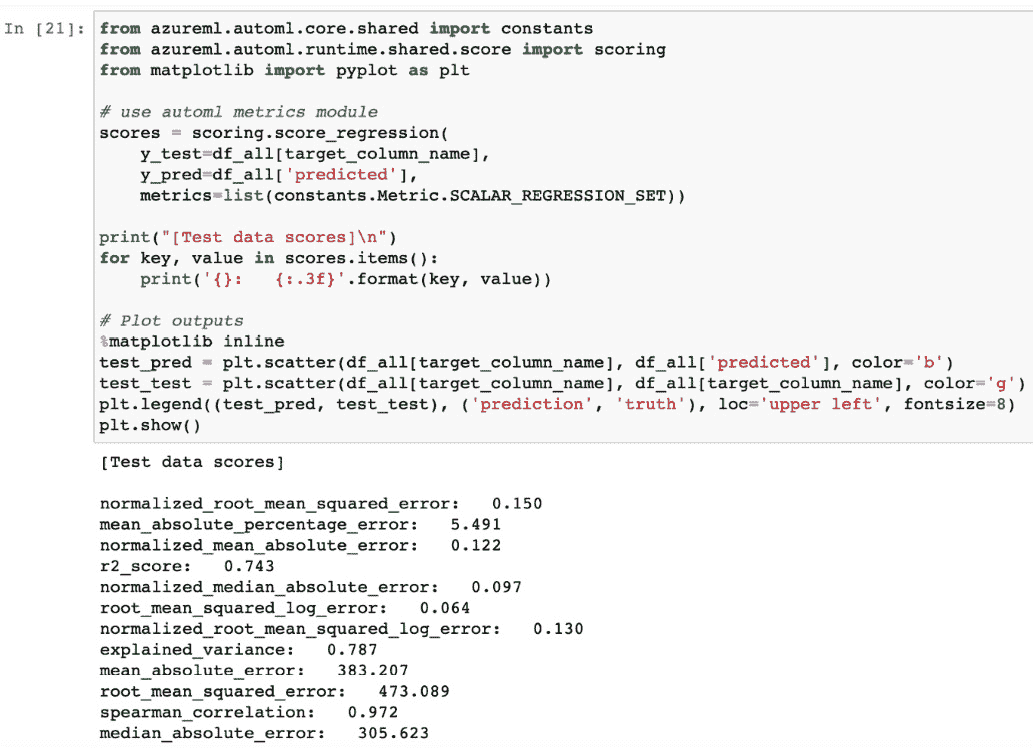 In [21]: from azureml.automl.core.shared import constants
from azureml.automl.runtime.shared.score import scoring
from matplotlib import pyplot as plt

# use automl metrics module
scores = scoring.score_regression(
    y_test=df_all[target_column_name],
    y_pred=df_all['predicted'],
    metrics=list(constants.Metric.SCALAR_REGRESSION_SET))

print("[Test data scores]\n")
for key, value in scores.items():
    print('{}:   {:.3f}'.format(key, value))

# Plot outputs
%matplotlib inline
test_pred = plt.scatter(df_all[target_column_name], df_all['predicted'], color='b')
test_test = plt.scatter(df_all[target_column_name], df_all[target_column_name], color='g')
plt.legend((test_pred, test_test), ('prediction', 'truth'), loc='upper left', fontsize=8)
plt.show()

[Test data scores]

normalized_root_mean_squared_error:   0.150
mean_absolute_percentage_error:   5.491
normalized_mean_absolute_error:   0.122
r2_score:   0.743
normalized_median_absolute_error:   0.097
root_mean_squared_log_error:   0.064
normalized_root_mean_squared_log_error:   0.130
explained_variance:   0.787
mean_absolute_error:   383.207
root_mean_squared_error:   473.089
spearman_correlation:   0.972
median_absolute_error:   305.623